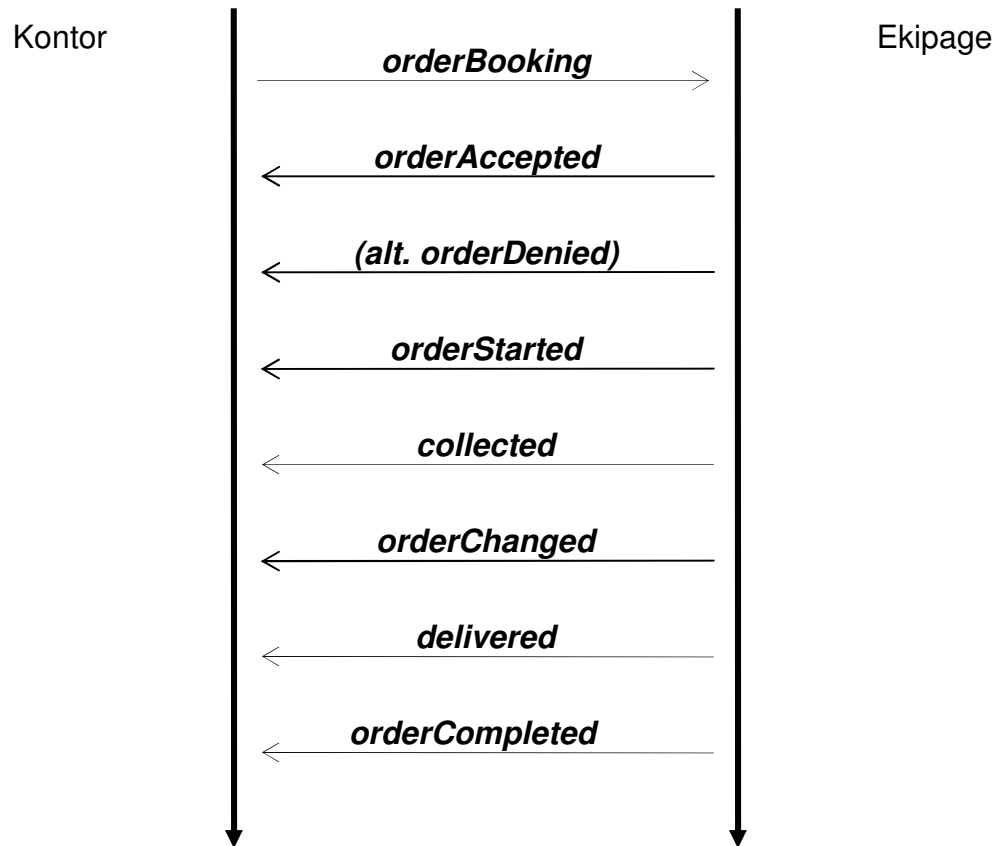 Kontor
Ekipage
orderBooking
orderAccepted
(alt. orderDenied)
orderStarted
collected
orderChanged
delivered
orderCompleted